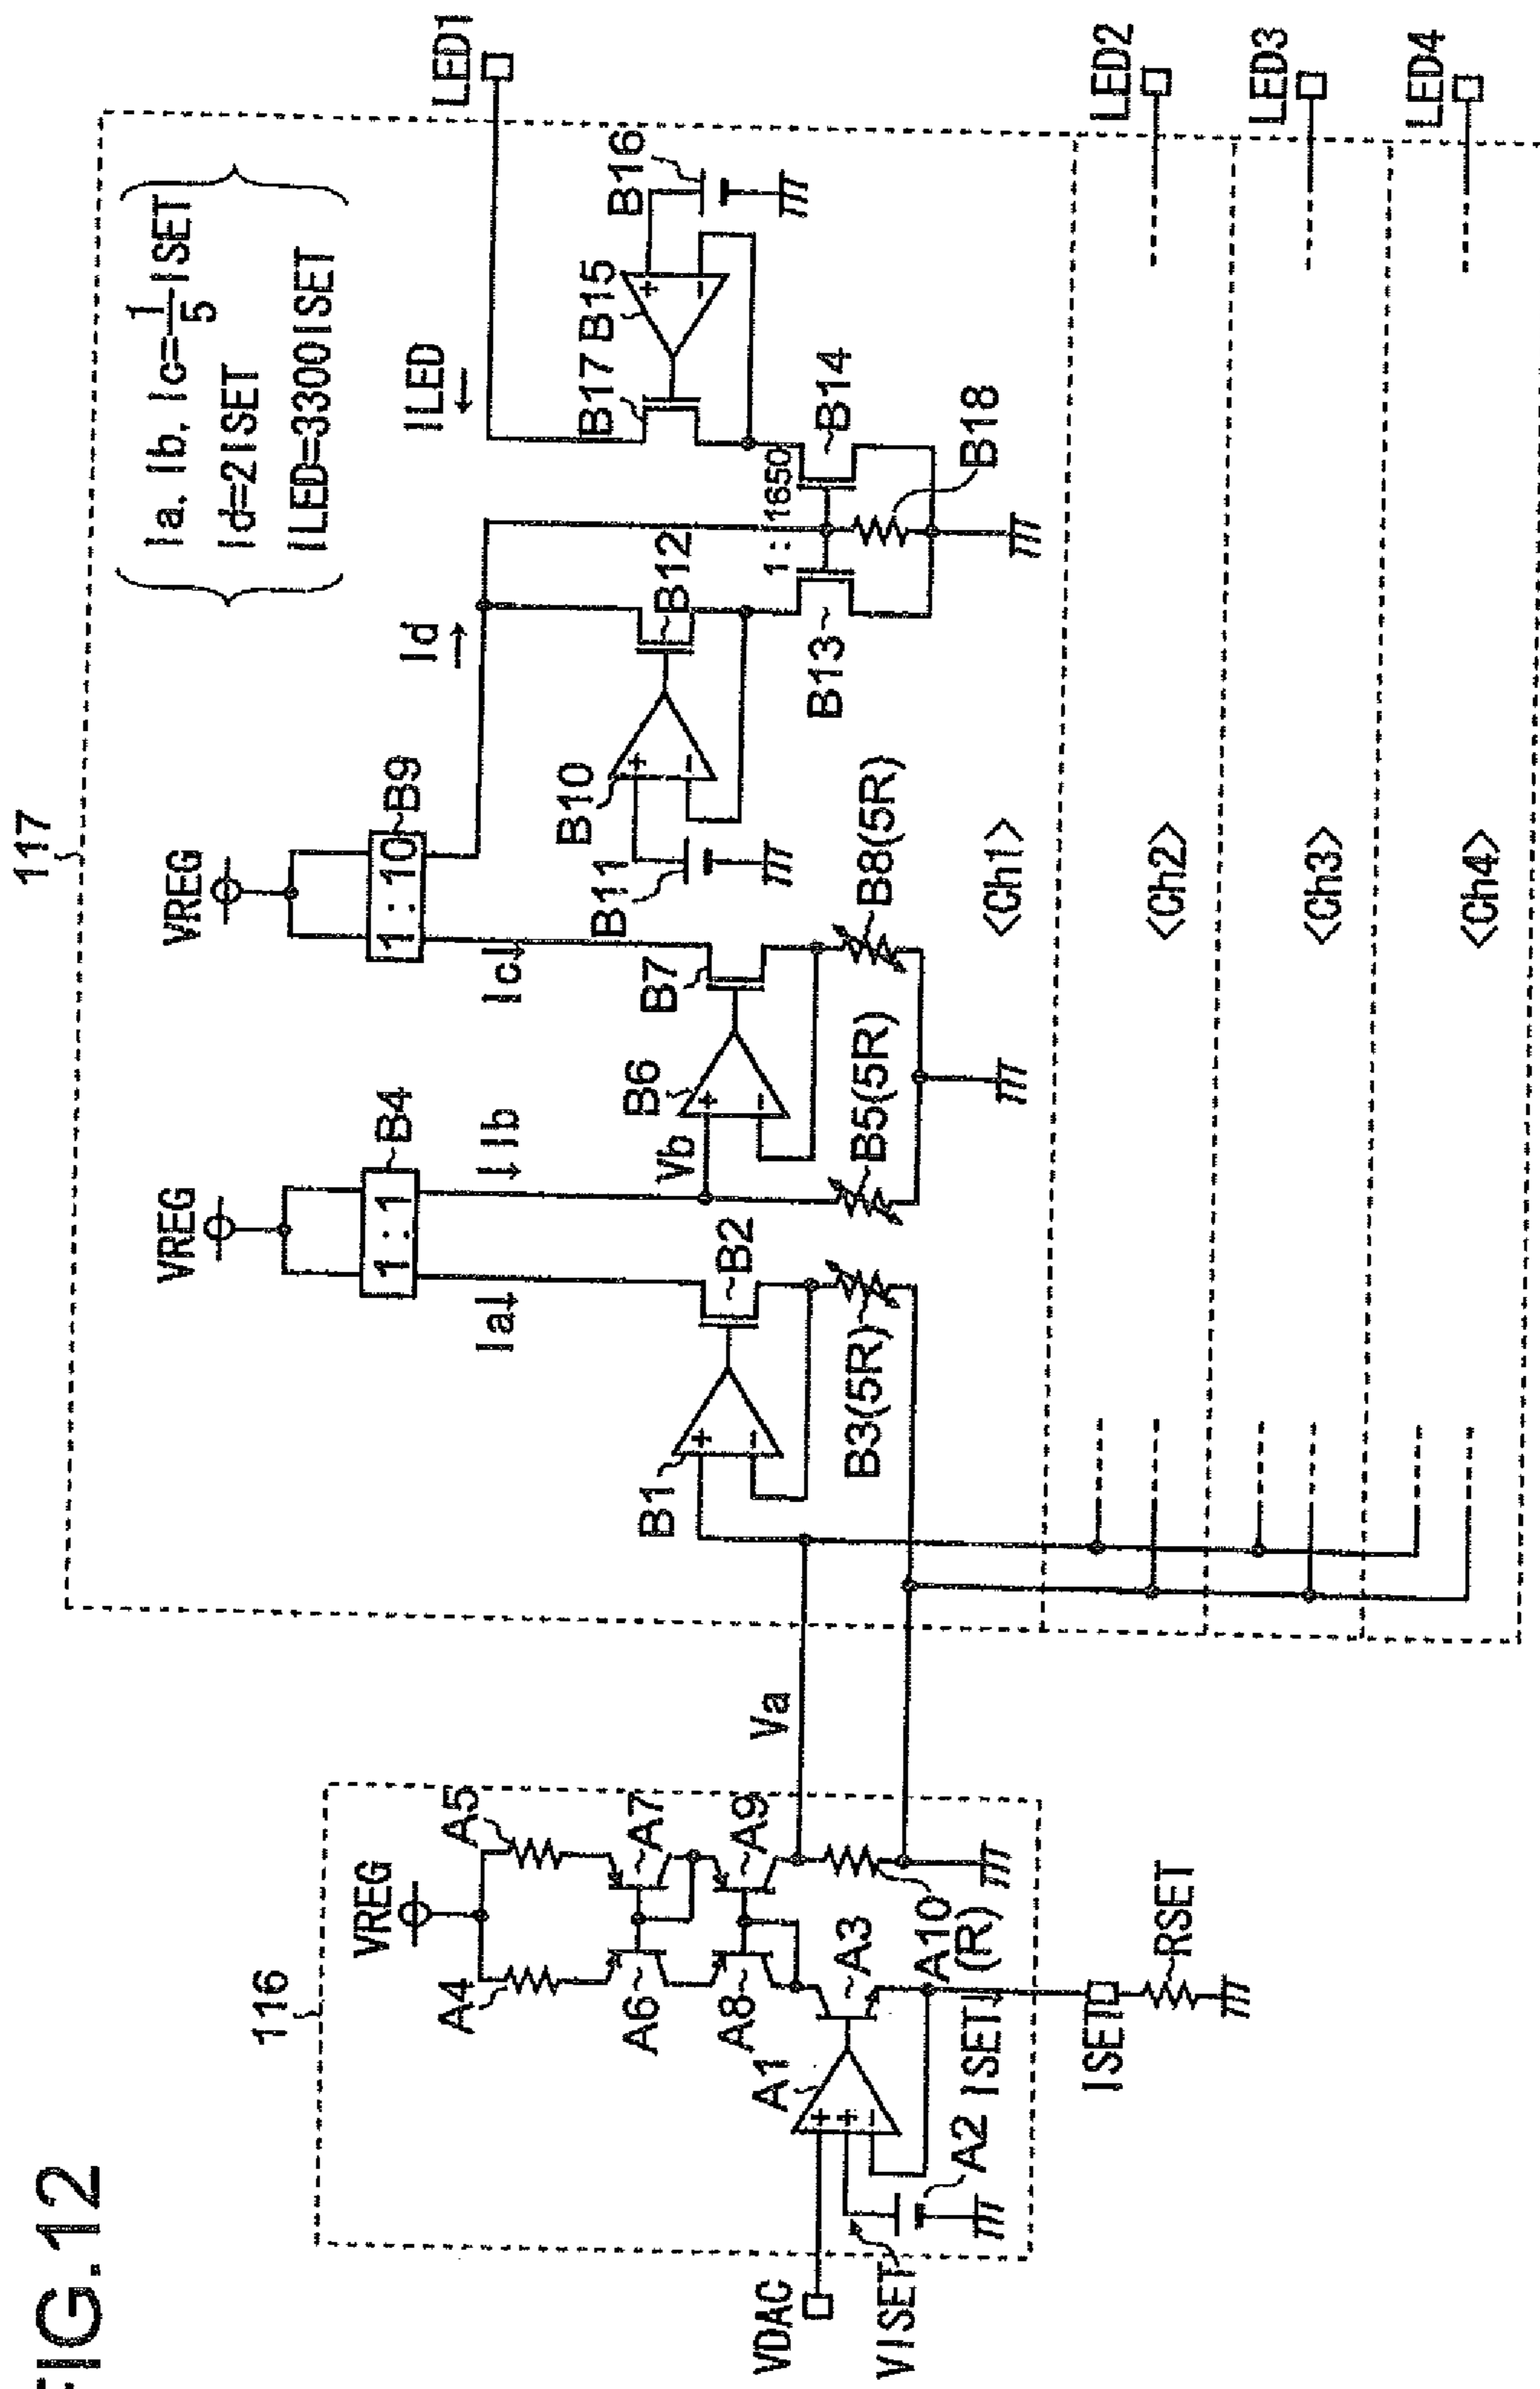 FIG.12
116
VREG
A4
A5
A6
A7
A8
A9
A1
A3
A10
(R)
VDAC
VISET
A2
ISET↓
ISET
RSET
Va
117
Ia, Ib, Ic=1/5 ISET
Id=2ISET
ILED=3300ISET
VREG
1 : 1
B4
Ia↓
↓Ib
B1
B2
B3(5R)
Vb
B5(5R)
VREG
1 : 10
B9
Ic↓
B6
B7
B8(5R)
Id
→
B10
B11
B12
B13
1 : 1650
B14
B18
ILED
←
B17
B15
B16
LED1
<Ch1>
LED2
<Ch2>
LED3
<Ch3>
LED4
<Ch4>